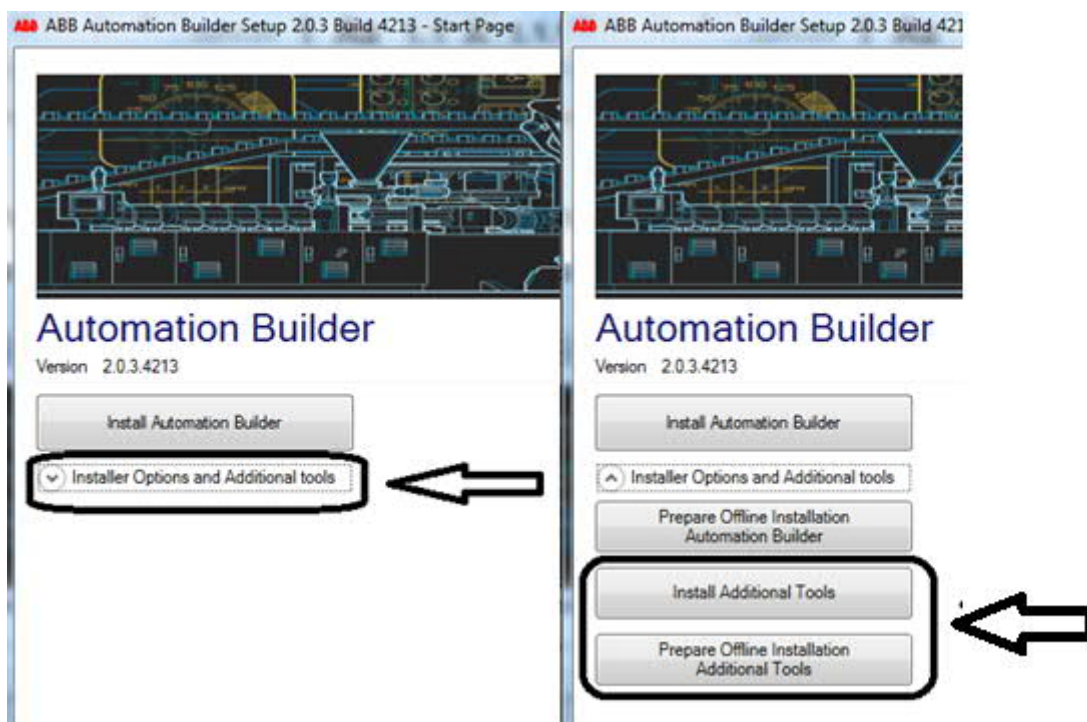 ABB ABB Automation Builder Setup 2.0.3 Build 4213 - Start Page
Automation Builder
Version 2.0.3.4213
Install Automation Builder
Installer Options and Additional tools
ABB ABB Automation Builder Setup 2.0.3 Build 421
Automation Builder
Version 2.0.3.4213
Install Automation Builder
Installer Options and Additional tools
Prepare Offline Installation
Automation Builder
Install Additional Tools
Prepare Offline Installation
Additional Tools